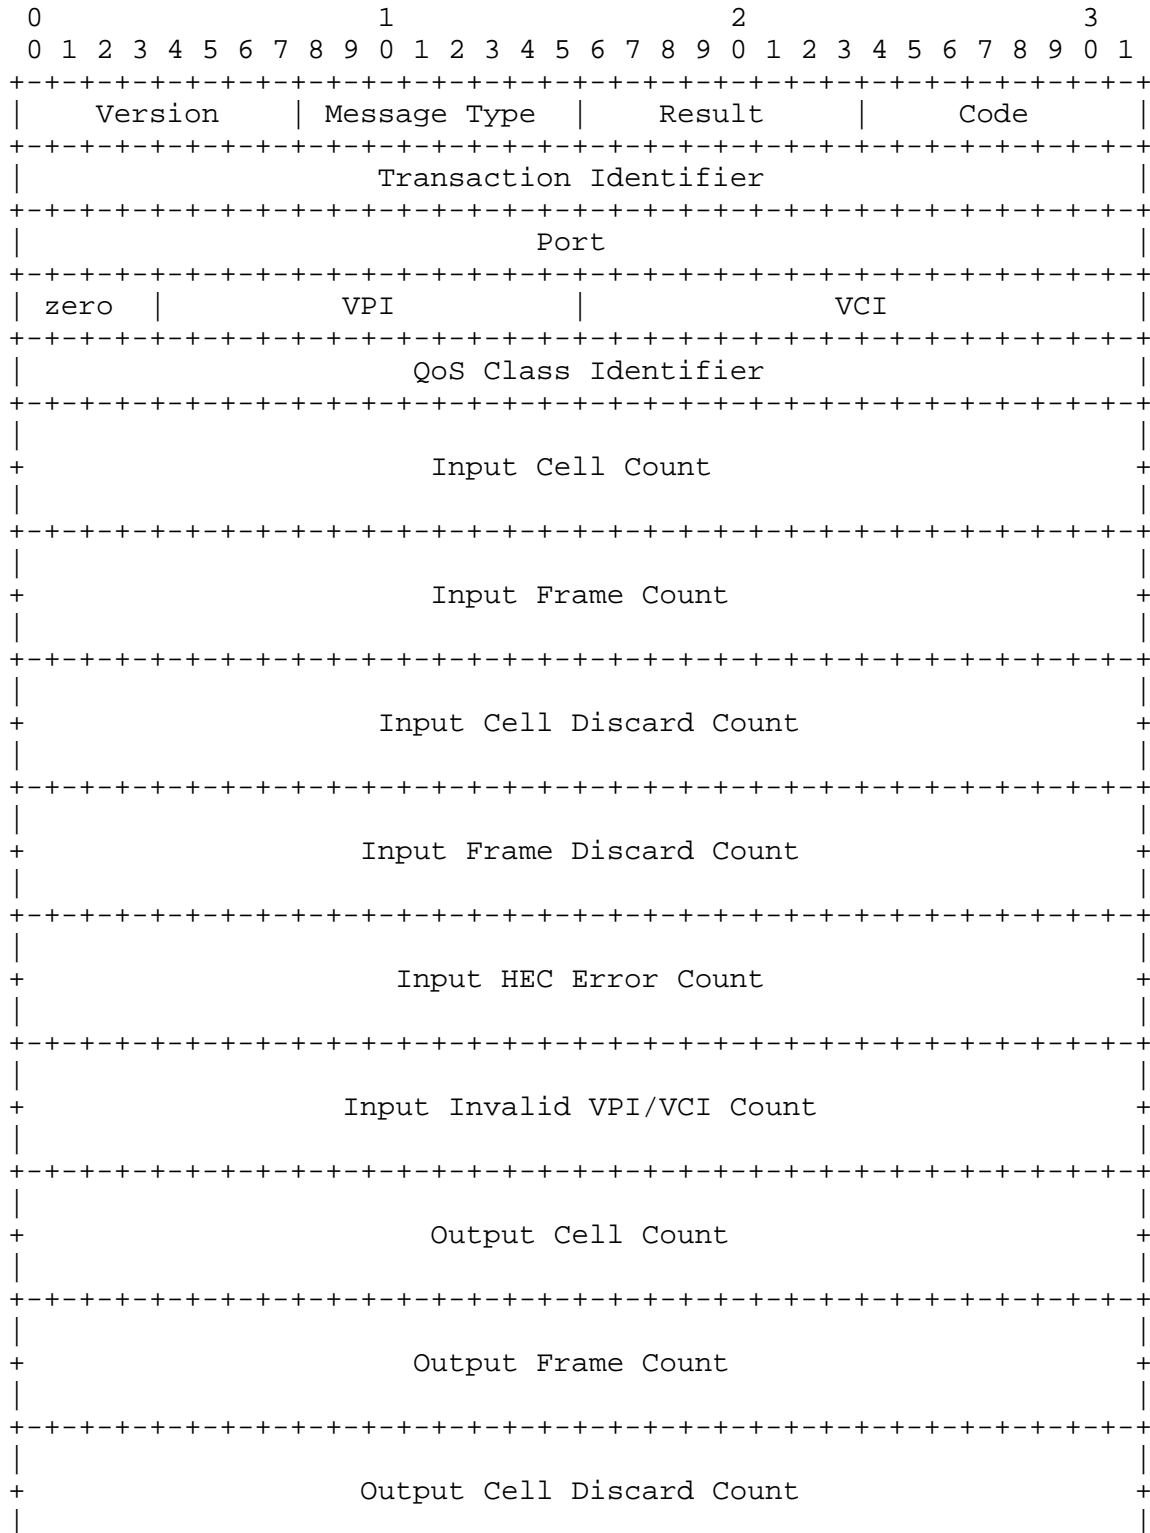 0                   1                   2                   3
 0 1 2 3 4 5 6 7 8 9 0 1 2 3 4 5 6 7 8 9 0 1 2 3 4 5 6 7 8 9 0 1
+-+-+-+-+-+-+-+-+-+-+-+-+-+-+-+-+-+-+-+-+-+-+-+-+-+-+-+-+-+-+-+-+
|    Version    | Message Type  |    Result     |     Code      |
+-+-+-+-+-+-+-+-+-+-+-+-+-+-+-+-+-+-+-+-+-+-+-+-+-+-+-+-+-+-+-+-+
|                    Transaction Identifier                     |
+-+-+-+-+-+-+-+-+-+-+-+-+-+-+-+-+-+-+-+-+-+-+-+-+-+-+-+-+-+-+-+-+
|                             Port                              |
+-+-+-+-+-+-+-+-+-+-+-+-+-+-+-+-+-+-+-+-+-+-+-+-+-+-+-+-+-+-+-+-+
| zero  |          VPI          |              VCI              |
+-+-+-+-+-+-+-+-+-+-+-+-+-+-+-+-+-+-+-+-+-+-+-+-+-+-+-+-+-+-+-+-+
|                      QoS Class Identifier                     |
+-+-+-+-+-+-+-+-+-+-+-+-+-+-+-+-+-+-+-+-+-+-+-+-+-+-+-+-+-+-+-+-+
|                                                               |
+                       Input Cell Count                        +
|                                                               |
+-+-+-+-+-+-+-+-+-+-+-+-+-+-+-+-+-+-+-+-+-+-+-+-+-+-+-+-+-+-+-+-+
|                                                               |
+                       Input Frame Count                       +
|                                                               |
+-+-+-+-+-+-+-+-+-+-+-+-+-+-+-+-+-+-+-+-+-+-+-+-+-+-+-+-+-+-+-+-+
|                                                               |
+                    Input Cell Discard Count                   +
|                                                               |
+-+-+-+-+-+-+-+-+-+-+-+-+-+-+-+-+-+-+-+-+-+-+-+-+-+-+-+-+-+-+-+-+
|                                                               |
+                   Input Frame Discard Count                   +
|                                                               |
+-+-+-+-+-+-+-+-+-+-+-+-+-+-+-+-+-+-+-+-+-+-+-+-+-+-+-+-+-+-+-+-+
|                                                               |
+                     Input HEC Error Count                     +
|                                                               |
+-+-+-+-+-+-+-+-+-+-+-+-+-+-+-+-+-+-+-+-+-+-+-+-+-+-+-+-+-+-+-+-+
|                                                               |
+                  Input Invalid VPI/VCI Count                  +
|                                                               |
+-+-+-+-+-+-+-+-+-+-+-+-+-+-+-+-+-+-+-+-+-+-+-+-+-+-+-+-+-+-+-+-+
|                                                               |
+                       Output Cell Count                       +
|                                                               |
+-+-+-+-+-+-+-+-+-+-+-+-+-+-+-+-+-+-+-+-+-+-+-+-+-+-+-+-+-+-+-+-+
|                                                               |
+                      Output Frame Count                       +
|                                                               |
+-+-+-+-+-+-+-+-+-+-+-+-+-+-+-+-+-+-+-+-+-+-+-+-+-+-+-+-+-+-+-+-+
|                                                               |
+                   Output Cell Discard Count                   +
|                                                               |